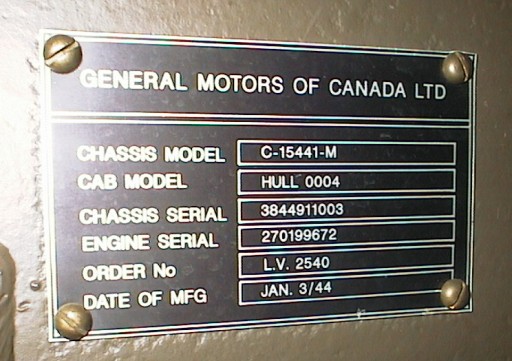 GENERAL MOTORS OF CANADA LTD
CHASSIS MODEL C-15441-M
CAB MODEL HULL 0004
CHASSIS SERIAL 3844911003
ENGINE SERIAL 270199672
ORDER No L.V. 2540
DATE OF MFG JAN. 3/44